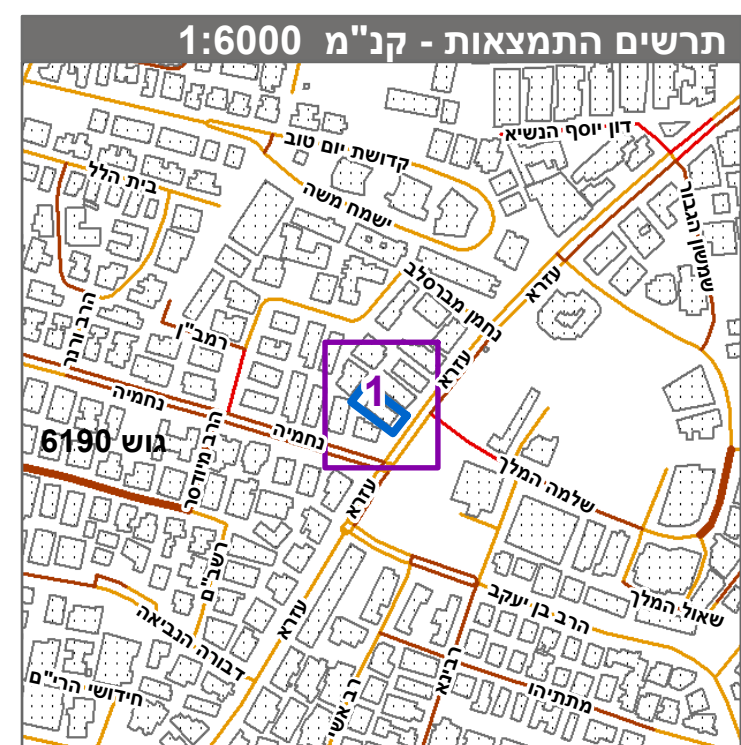 תרשים התמצאות - קנ"מ 1:6000
דון יוסף הנשיא
קדושת יום טוב
בית הלל
ישמח משה
שמשון הגבור
נחמן מברסלב
עזרא
הרב ורנר
רמב"ן
עזרא
1
נחמיה
נחמיה
הרב מיודסר
גוש 6190
שלמה המלך
עזרא
רשב"ם
הרב בן יעקב
שאול המלך
דבורה הנביאה
עזרא
רבינא
מתתיהו
חידושי הרי"ם
רב אשי